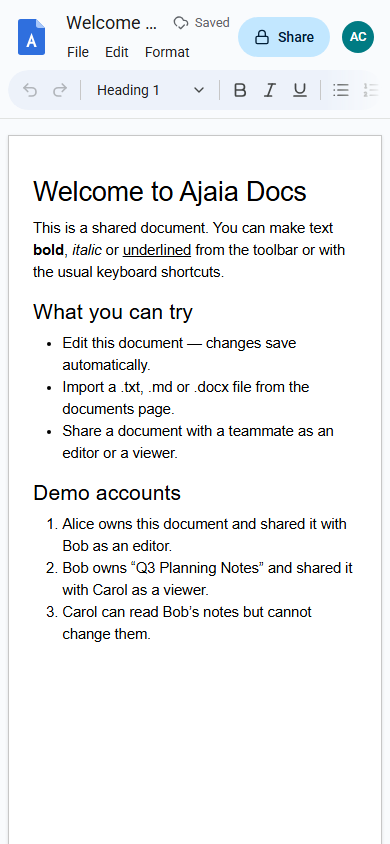 A
Welcome ...
Saved
Share
AC
File Edit Format
Heading 1
B I U
Welcome to Ajaia Docs
This is a shared document. You can make text
bold, italic or underlined from the toolbar or with
the usual keyboard shortcuts.
What you can try
• Edit this document — changes save
automatically.
• Import a .txt, .md or .docx file from the
documents page.
• Share a document with a teammate as an
editor or a viewer.
Demo accounts
1. Alice owns this document and shared it with
Bob as an editor.
2. Bob owns “Q3 Planning Notes” and shared it
with Carol as a viewer.
3. Carol can read Bob’s notes but cannot
change them.